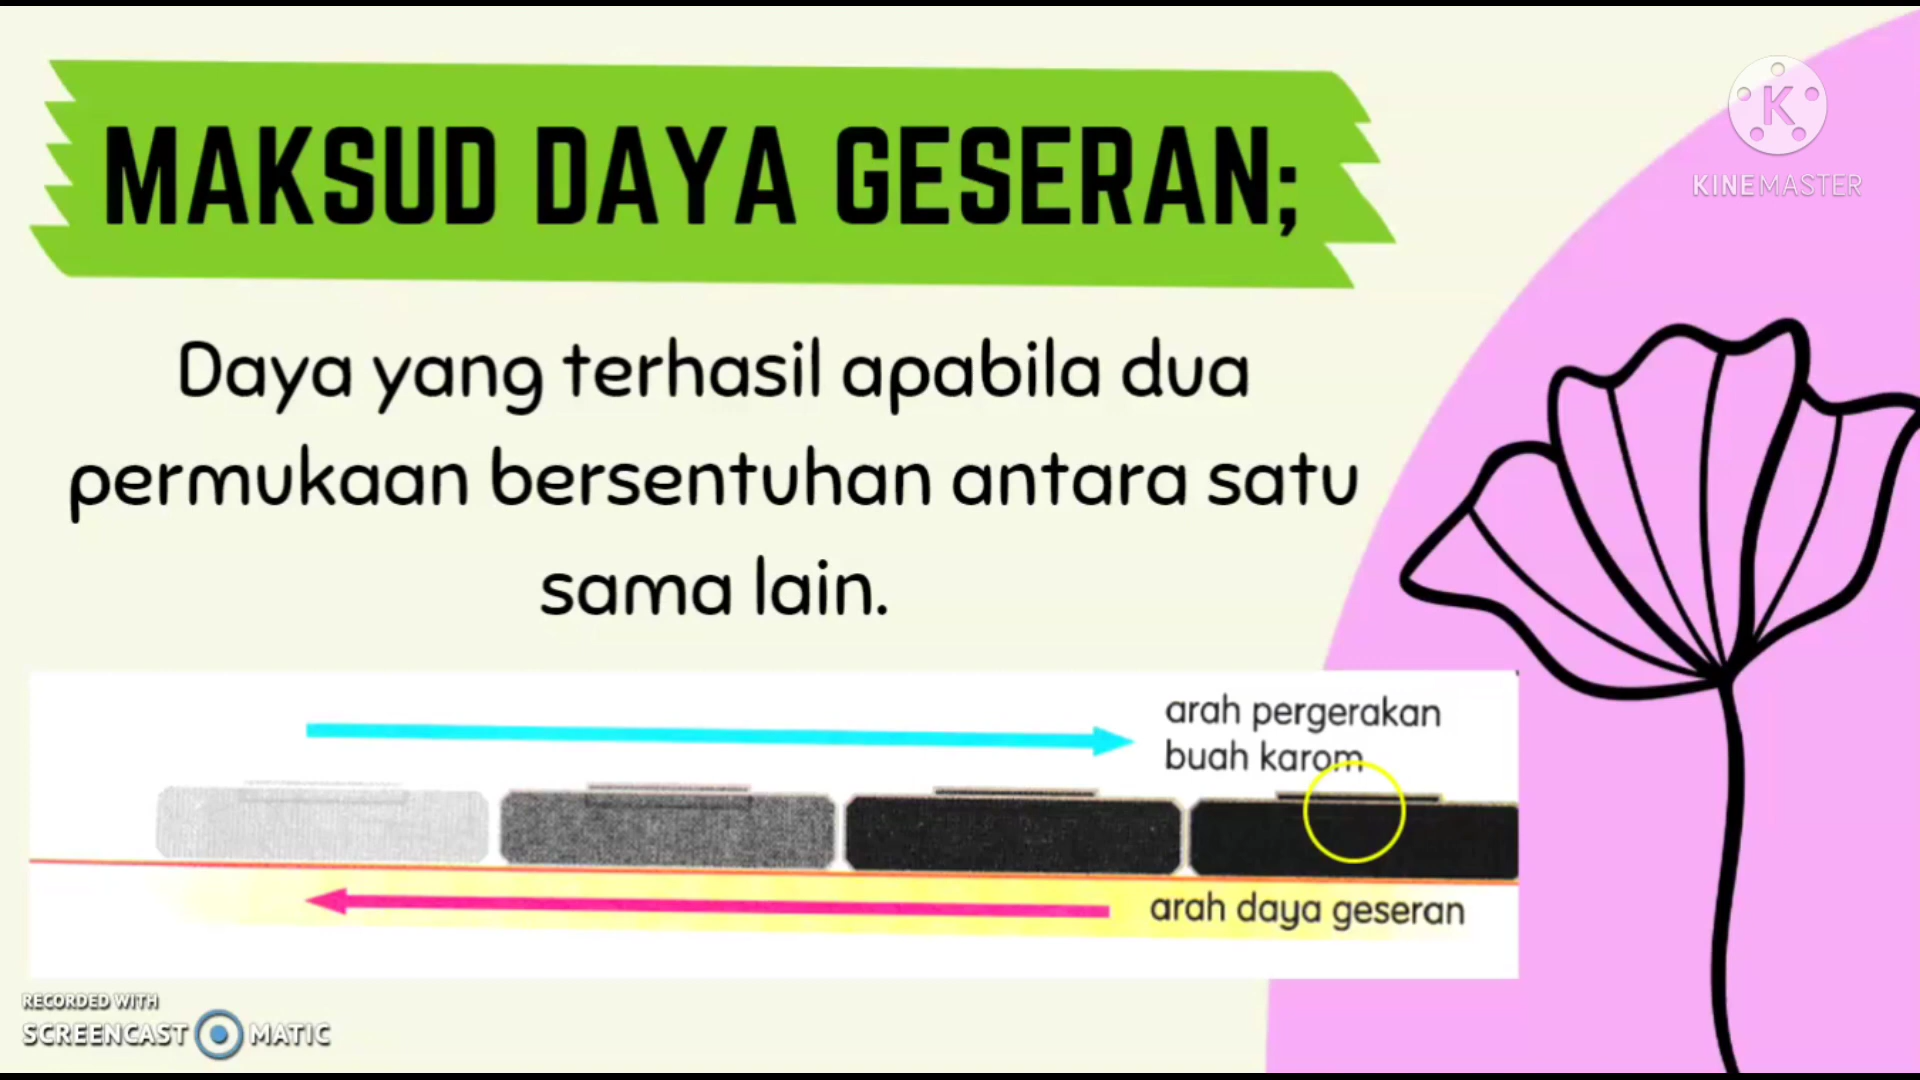 MAKSUD DAYA GESERAN;
Daya yang terhasil apabila dua
permukaan bersentuhan antara satu
sama lain.
arah pergerakan
buah karom
arah daya geseran
K
KINEMASTER
RECORDED WITH
SCREENCAST MATIC